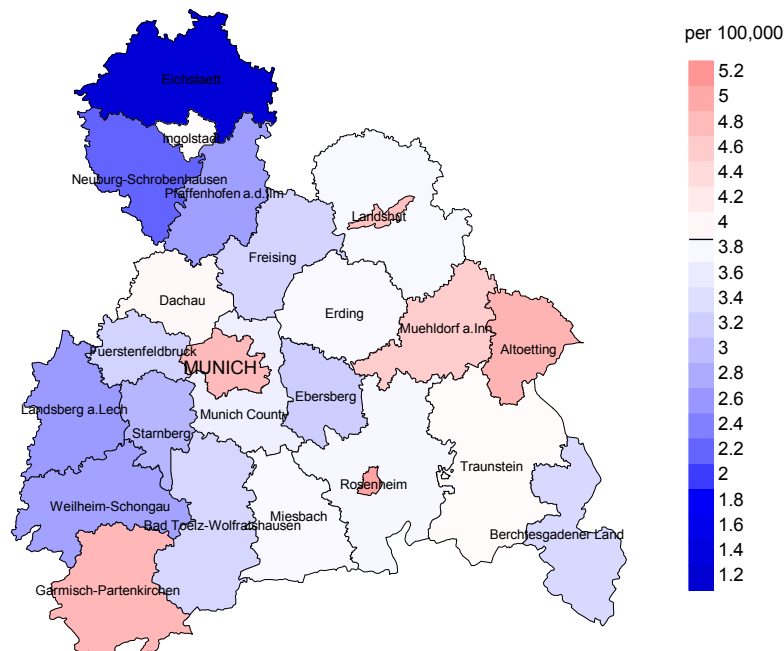 per 100,000
5.2
5
4.8
4.6
4.4
4.2
4
3.8
3.6
3.4
3.2
3
2.8
2.6
2.4
2.2
2
1.8
1.6
1.4
1.2
Eichstaett
Ingolstadt
Neuburg-Schrobenhausen
Pfaffenhofen a.d.Ilm
Landshut
Freising
Dachau
Erding
Muehldorf a.Inn
Altoetting
Fuerstenfeldbruck
MUNICH
Ebersberg
Landsberg a.Lech
Munich County
Starnberg
Traunstein
Rosenheim
Weilheim-Schongau
Miesbach
Bad Toelz-Wolfratshausen
Berchtesgadener Land
Garmisch-Partenkirchen